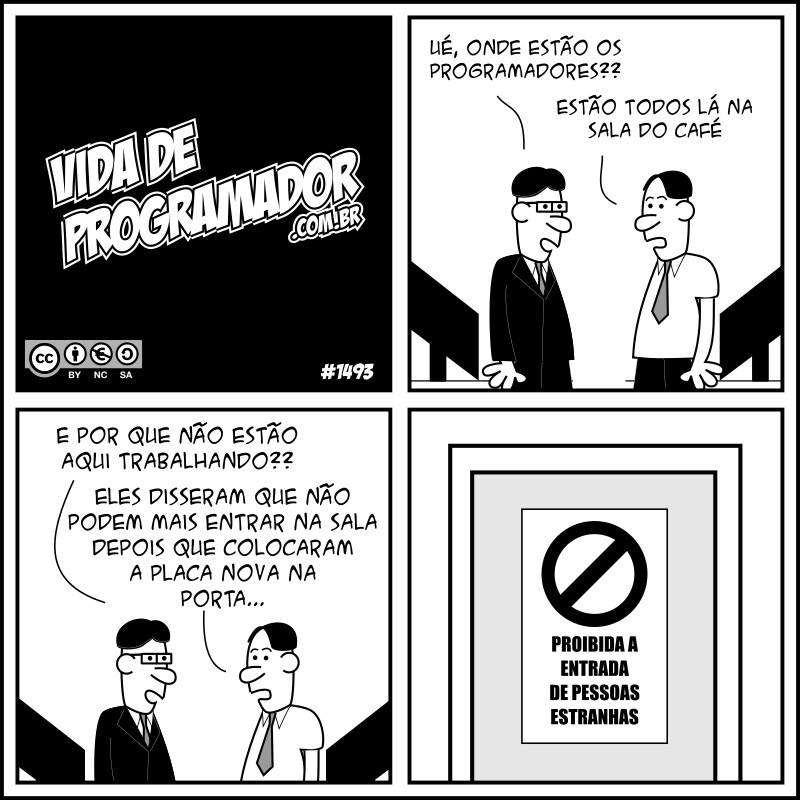 VIDA DE
PROGRAMADOR
.COM.BR
cc
BY NC SA
#1493
UÉ, ONDE ESTÃO OS
PROGRAMADORES??
ESTÃO TODOS LÁ NA
SALA DO CAFÉ
E POR QUE NÃO ESTÃO
AQUI TRABALHANDO??
ELES DISSERAM QUE NÃO
PODEM MAIS ENTRAR NA SALA
DEPOIS QUE COLOCARAM
A PLACA NOVA NA
PORTA...
PROIBIDA A
ENTRADA
DE PESSOAS
ESTRANHAS